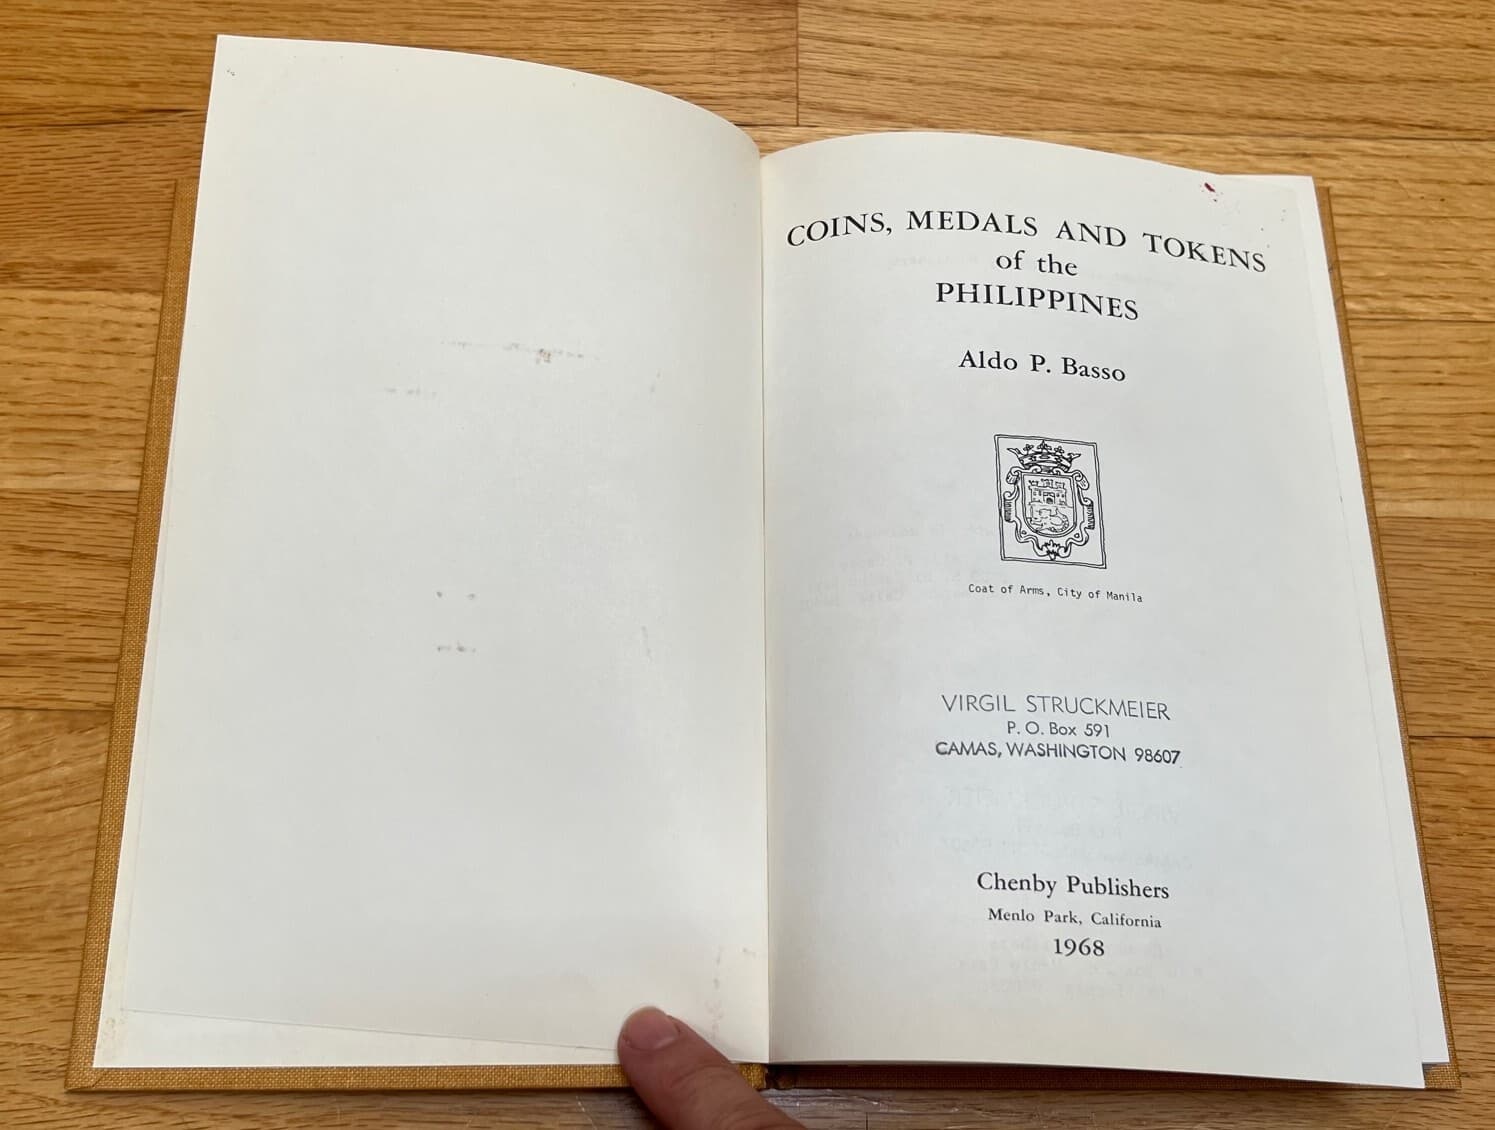 COINS, MEDALS AND TOKENS
of the
PHILIPPINES
Aldo P. Basso
Coat of Arms, City of Manila
VIRGIL STRUCKMEIER
P. O. Box 591
CAMAS, WASHINGTON 98607
Chenby Publishers
Menlo Park, California
1968